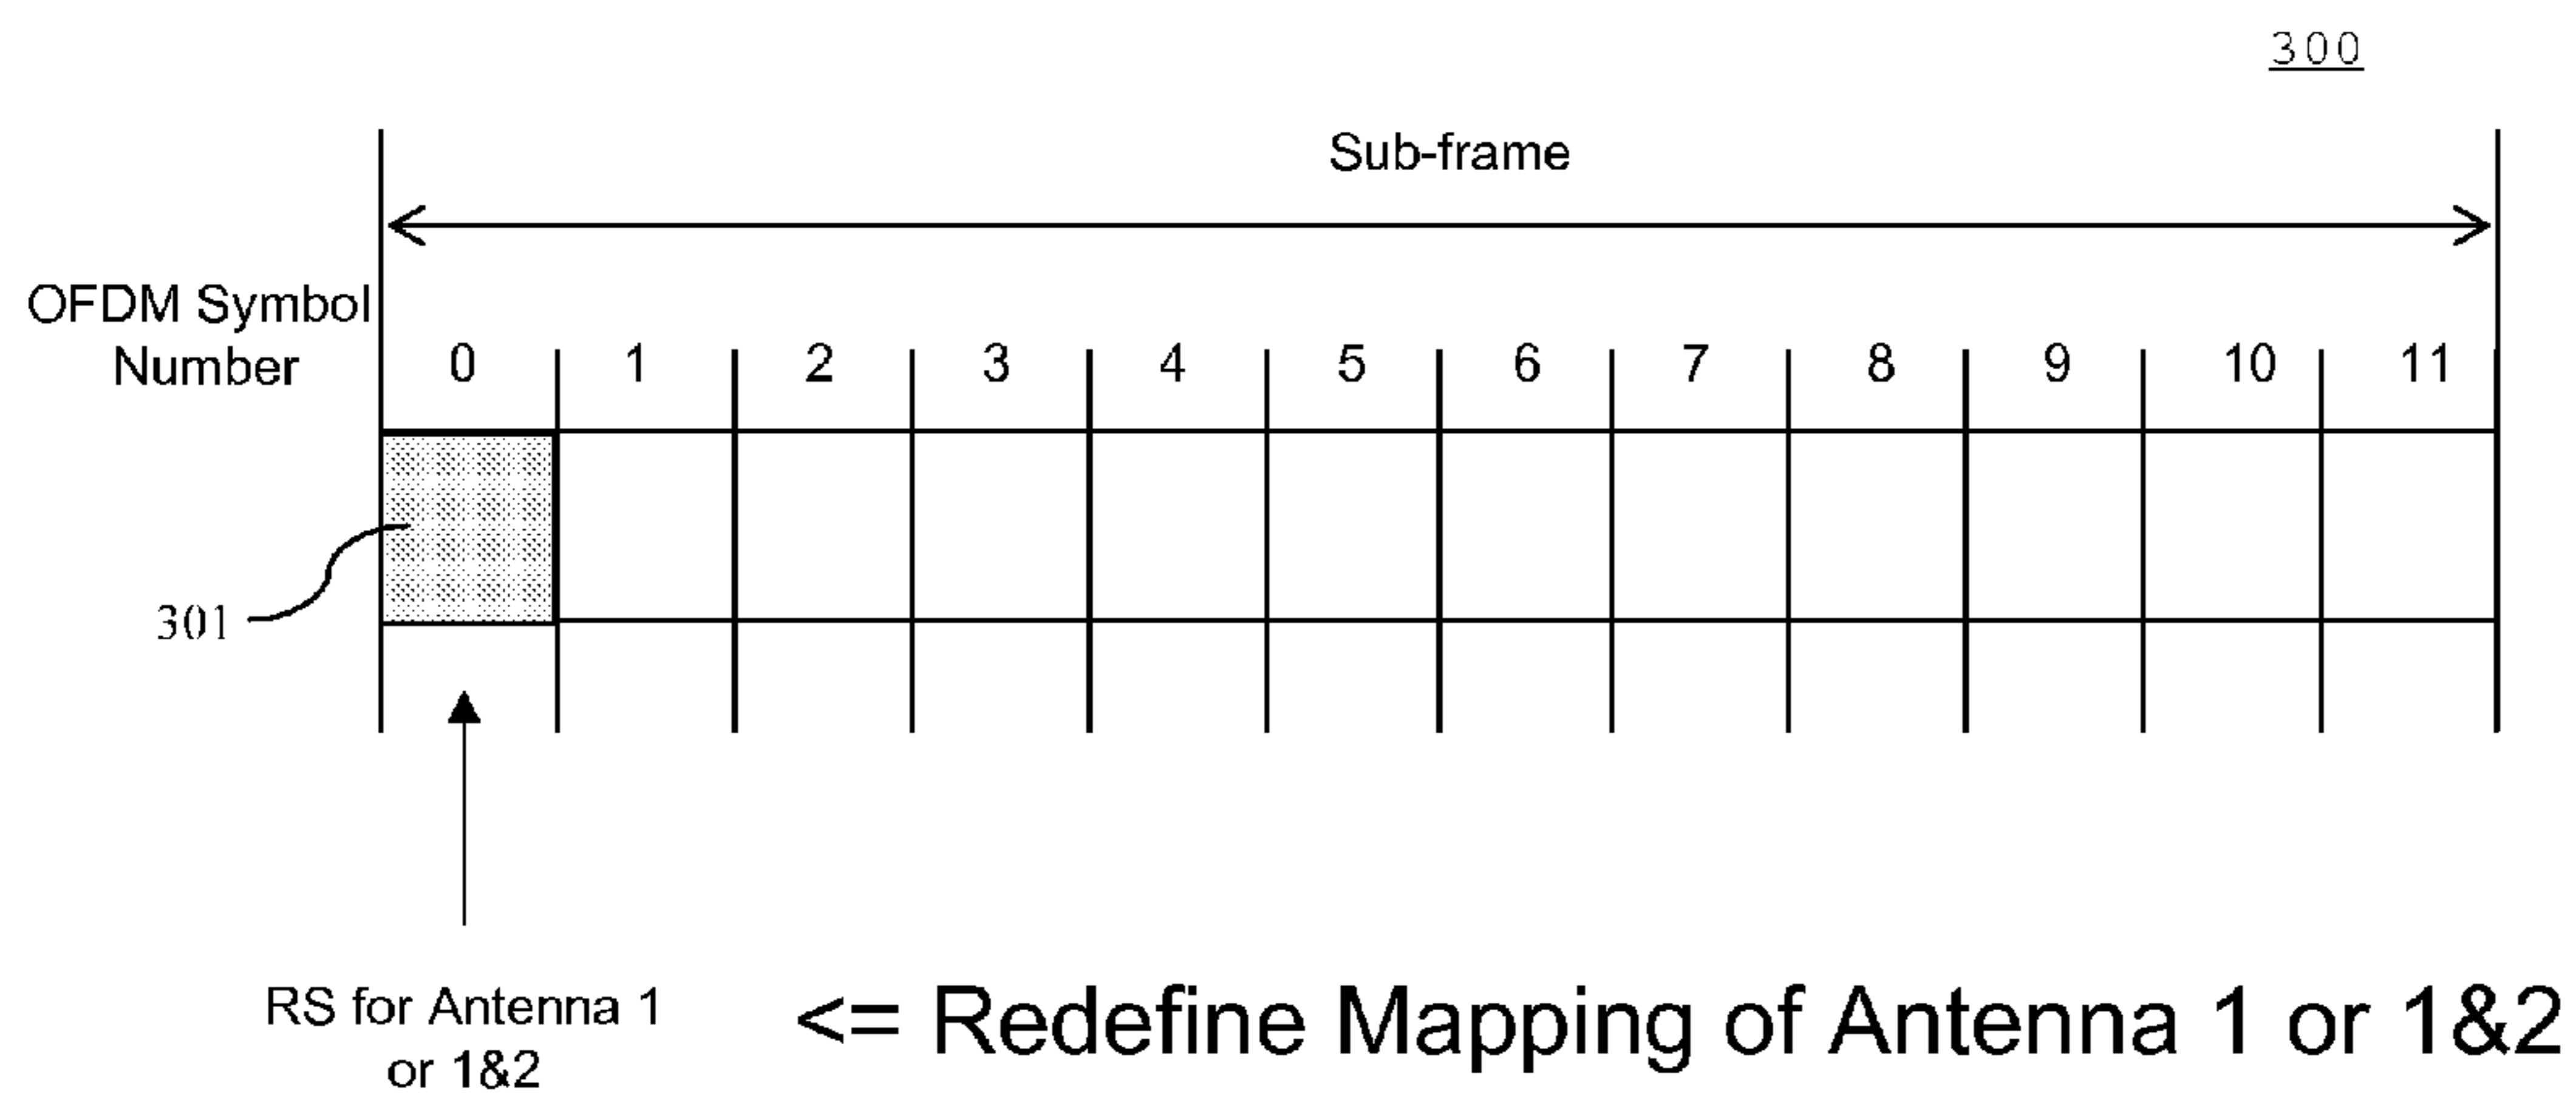 300
Sub-frame
OFDM Symbol
Number 0 1 2 3 4 5 6 7 8 9 10 11
301
RS for Antenna 1
or 1&2
<= Redefine Mapping of Antenna 1 or 1&2